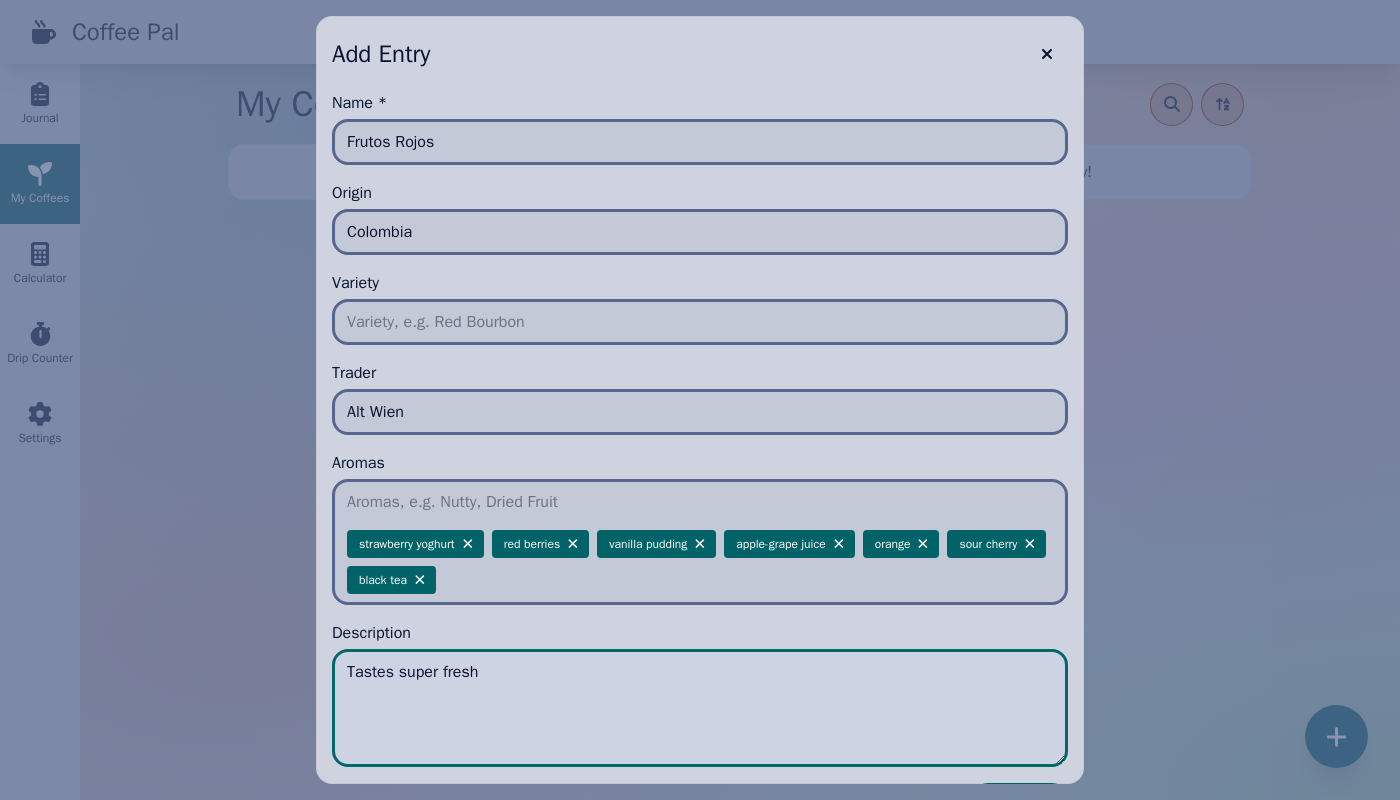 Coffee Pal
Journal
My Coffees
Calculator
Drip Counter
Settings
Add Entry
Name *
Frutos Rojos
Origin
Colombia
Variety
Variety, e.g. Red Bourbon
Trader
Alt Wien
Aromas
Aromas, e.g. Nutty, Dried Fruit
strawberry yoghurt
red berries
vanilla pudding
apple-grape juice
orange
sour cherry
black tea
Description
Tastes super fresh